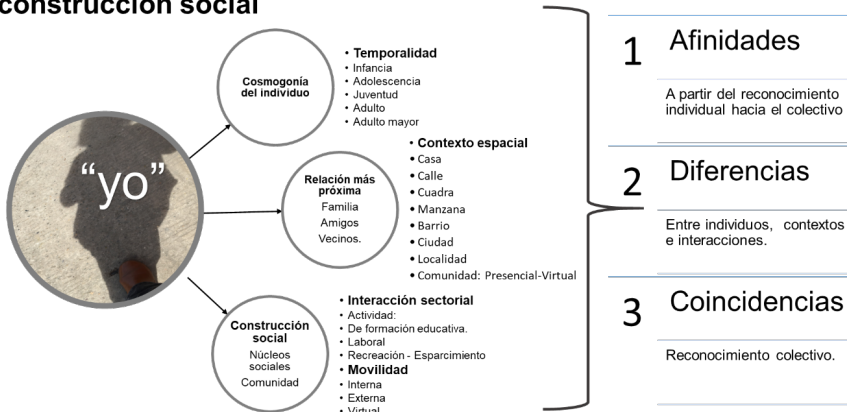 construcción social
“yo”
Cosmogonía
del individuo
• Temporalidad
• Infancia
• Adolescencia
• Juventud
• Adulto
• Adulto mayor
Relación más
próxima
Familia
Amigos
Vecinos.
• Contexto espacial
• Casa
• Calle
• Cuadra
• Manzana
• Barrio
• Ciudad
• Localidad
• Comunidad: Presencial-Virtual
Construcción
social
Núcleos
sociales
Comunidad
• Interacción sectorial
• Actividad:
• De formación educativa.
• Laboral
• Recreación - Esparcimiento
• Movilidad
• Interna
• Externa
• Virtual
1 Afinidades
A partir del reconocimiento
individual hacia el colectivo
2 Diferencias
Entre individuos, contextos
e interacciones.
3 Coincidencias
Reconocimiento colectivo.